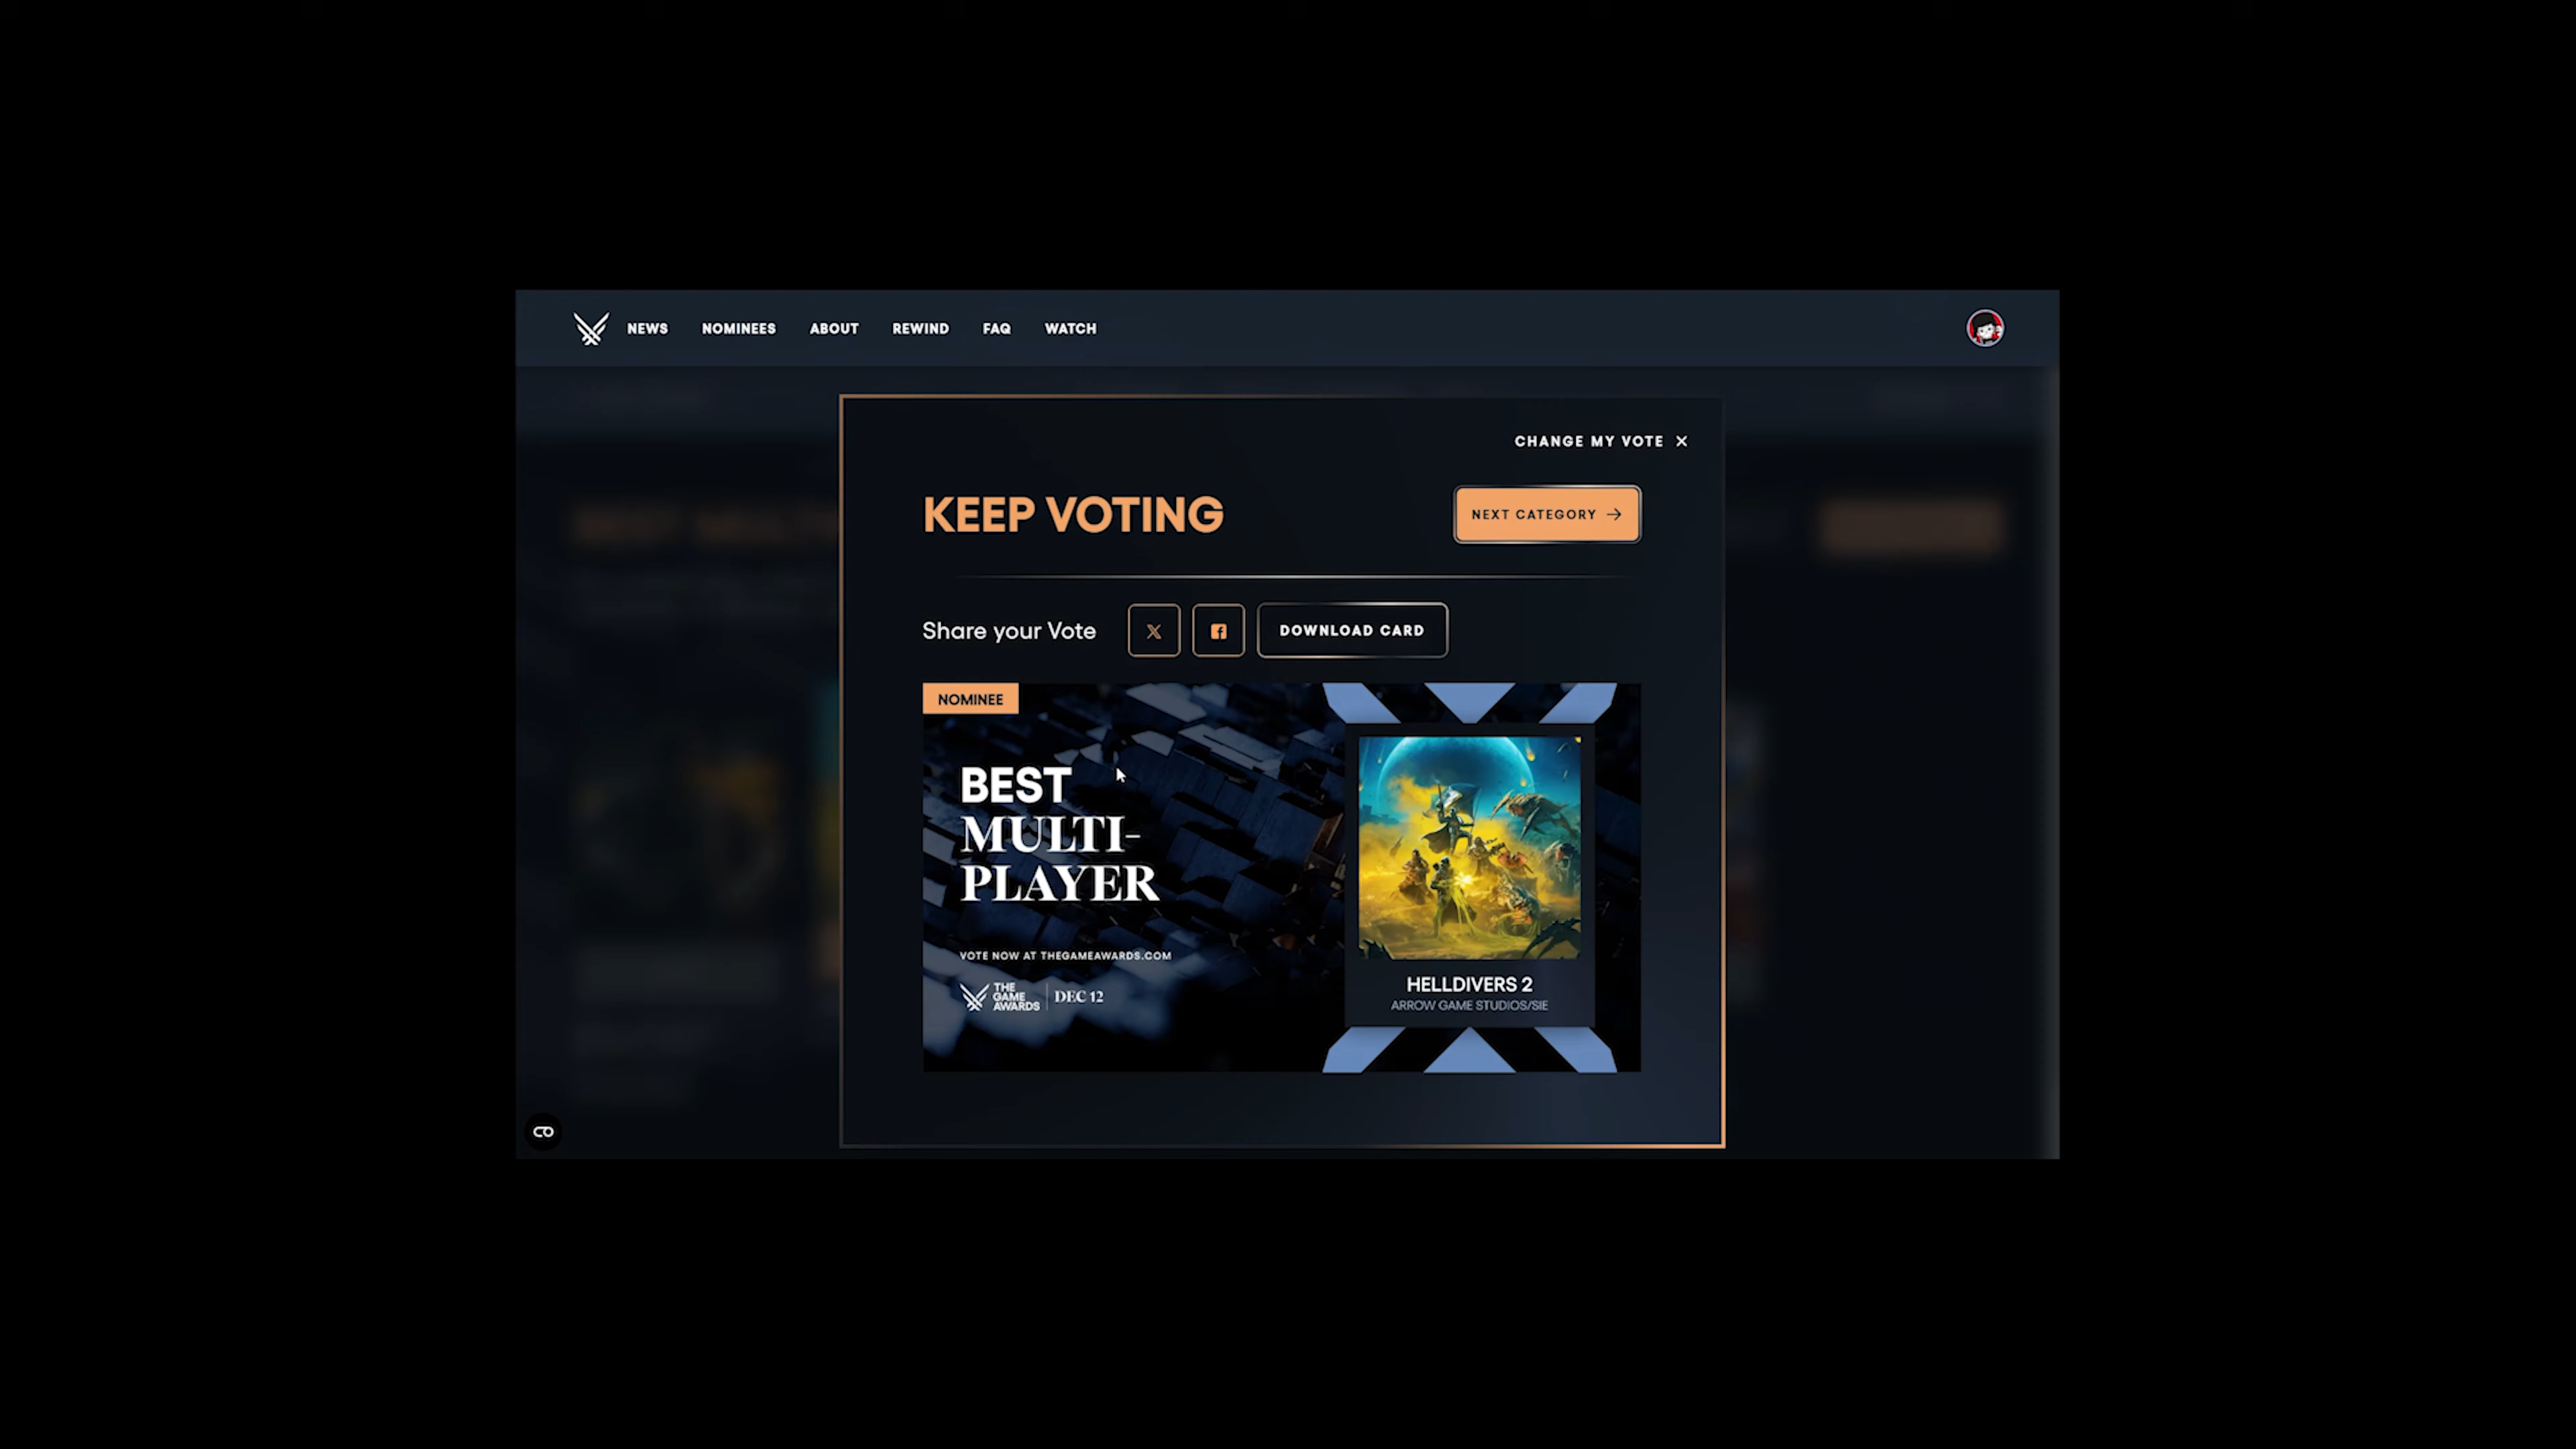 NEWS NOMINEES ABOUT REWIND FAQ WATCH
CHANGE MY VOTE
KEEP VOTING
NEXT CATEGORY
Share your Vote
DOWNLOAD CARD
NOMINEE
BEST
MULTI-
PLAYER
VOTE NOW AT THEGAMEAWARDS.COM
THE
GAME
AWARDS
DEC 12
HELLDIVERS 2
ARROW GAME STUDIOS/SIE